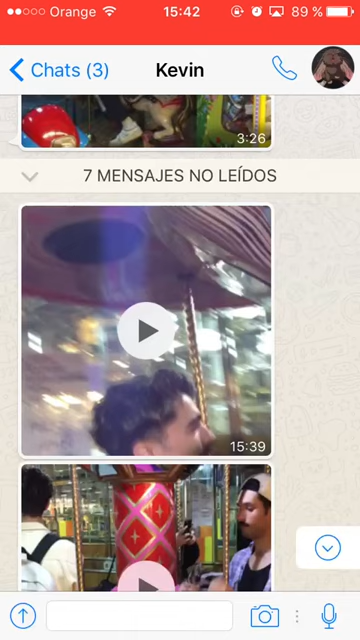 Orange 15:42 89 %
Chats (3) Kevin
3:26
7 MENSAJES NO LEÍDOS
15:39